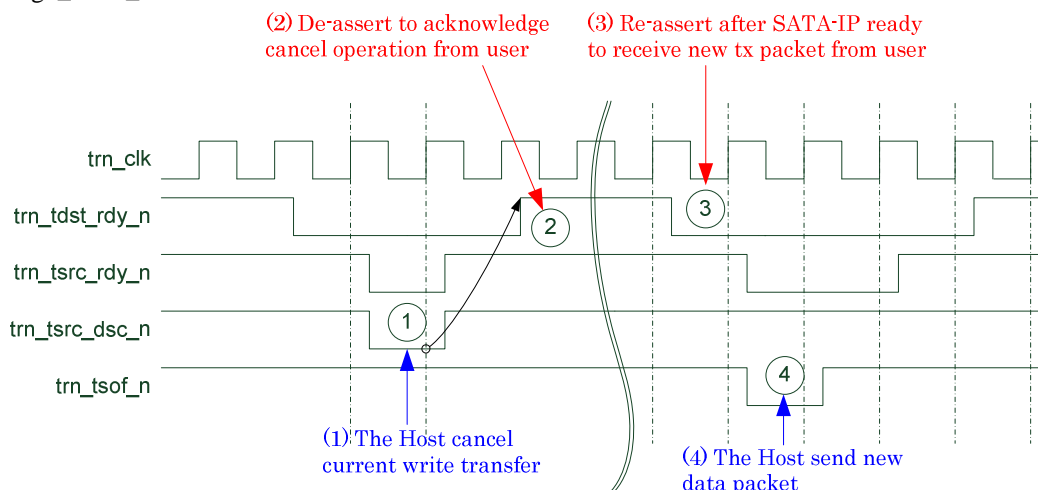 (2) De-assert to acknowledge
cancel operation from user
(3) Re-assert after SATA-IP ready
to receive new tx packet from user
trn_clk
trn_tdst_rdy_n
3
2
trn_tsrc_rdy_n
trn_tsrc_dsc_n
1
trn_tsof_n
4
(1) The Host cancel
current write transfer
(4) The Host send new
data packet